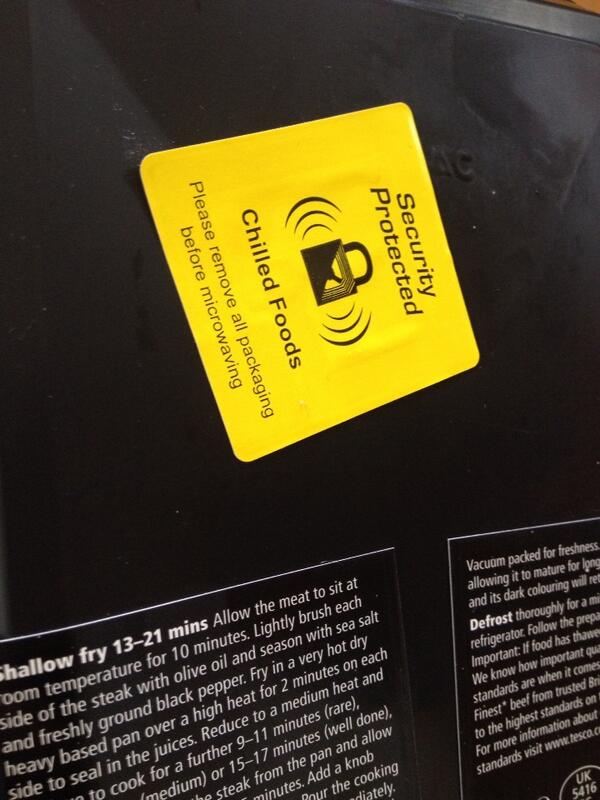 Security
Protected
Chilled Foods
Please remove all packaging
before microwaving
Shallow fry 13–21 mins Allow the meat to sit at
room temperature for 10 minutes. Lightly brush each
side of the steak with olive oil and season with sea salt
and freshly ground black pepper. Fry in a very hot dry
heavy based pan over a high heat for 2 minutes on each
side to seal in the juices. Reduce to a medium heat and
to cook for a further 9–11 minutes (rare),
(medium) or 15–17 minutes (well done),
the steak from the pan and allow
minutes. Add a knob
Pour the cooking
Vacuum packed for freshness.
allowing it to mature for long
and its dark colouring will ret
Defrost thoroughly for a mi
refrigerator. Follow the prepa
Important: If food has thawe
We know how important qua
standards are when it comes
Finest* beef from trusted Bri
to the highest standards on
For more information about
standards visit www.tesco.c
UK
5416